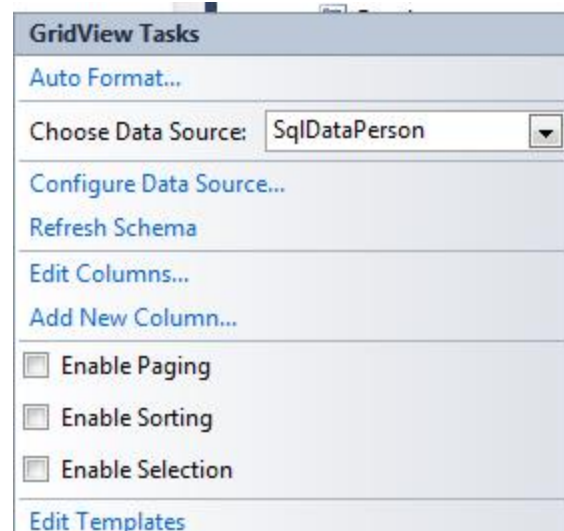 GridView Tasks
Auto Format...
Choose Data Source: SqlDataPerson
Configure Data Source...
Refresh Schema
Edit Columns...
Add New Column...
Enable Paging
Enable Sorting
Enable Selection
Edit Templates